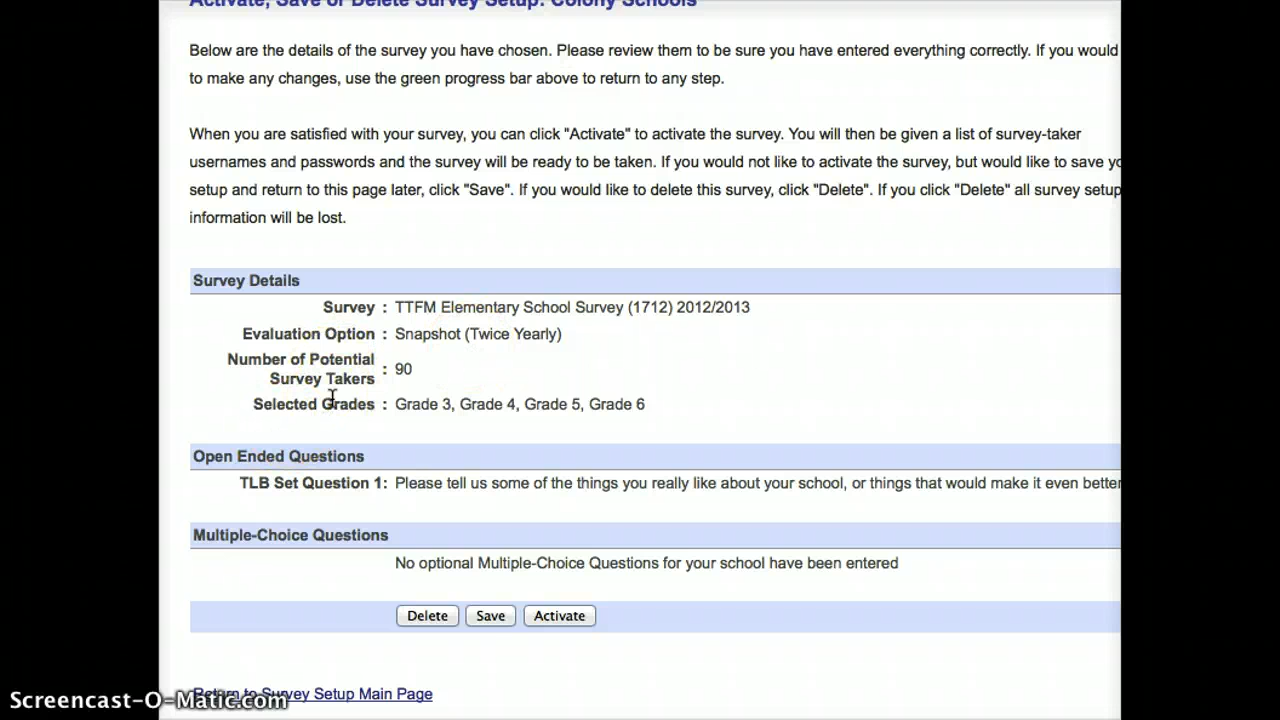 Activate, Save or Delete Survey Setup: Colony Schools
Below are the details of the survey you have chosen. Please review them to be sure you have entered everything correctly. If you would
to make any changes, use the green progress bar above to return to any step.
When you are satisfied with your survey, you can click "Activate" to activate the survey. You will then be given a list of survey-taker
usernames and passwords and the survey will be ready to be taken. If you would not like to activate the survey, but would like to save yo
setup and return to this page later, click "Save". If you would like to delete this survey, click "Delete". If you click "Delete" all survey setup
information will be lost.
Survey Details
Survey : TTFM Elementary School Survey (1712) 2012/2013
Evaluation Option : Snapshot (Twice Yearly)
Number of Potential
Survey Takers : 90
Selected Grades : Grade 3, Grade 4, Grade 5, Grade 6
Open Ended Questions
TLB Set Question 1: Please tell us some of the things you really like about your school, or things that would make it even better
Multiple-Choice Questions
No optional Multiple-Choice Questions for your school have been entered
Delete Save Activate
Return to Survey Setup Main Page
Screencast-O-Matic.com